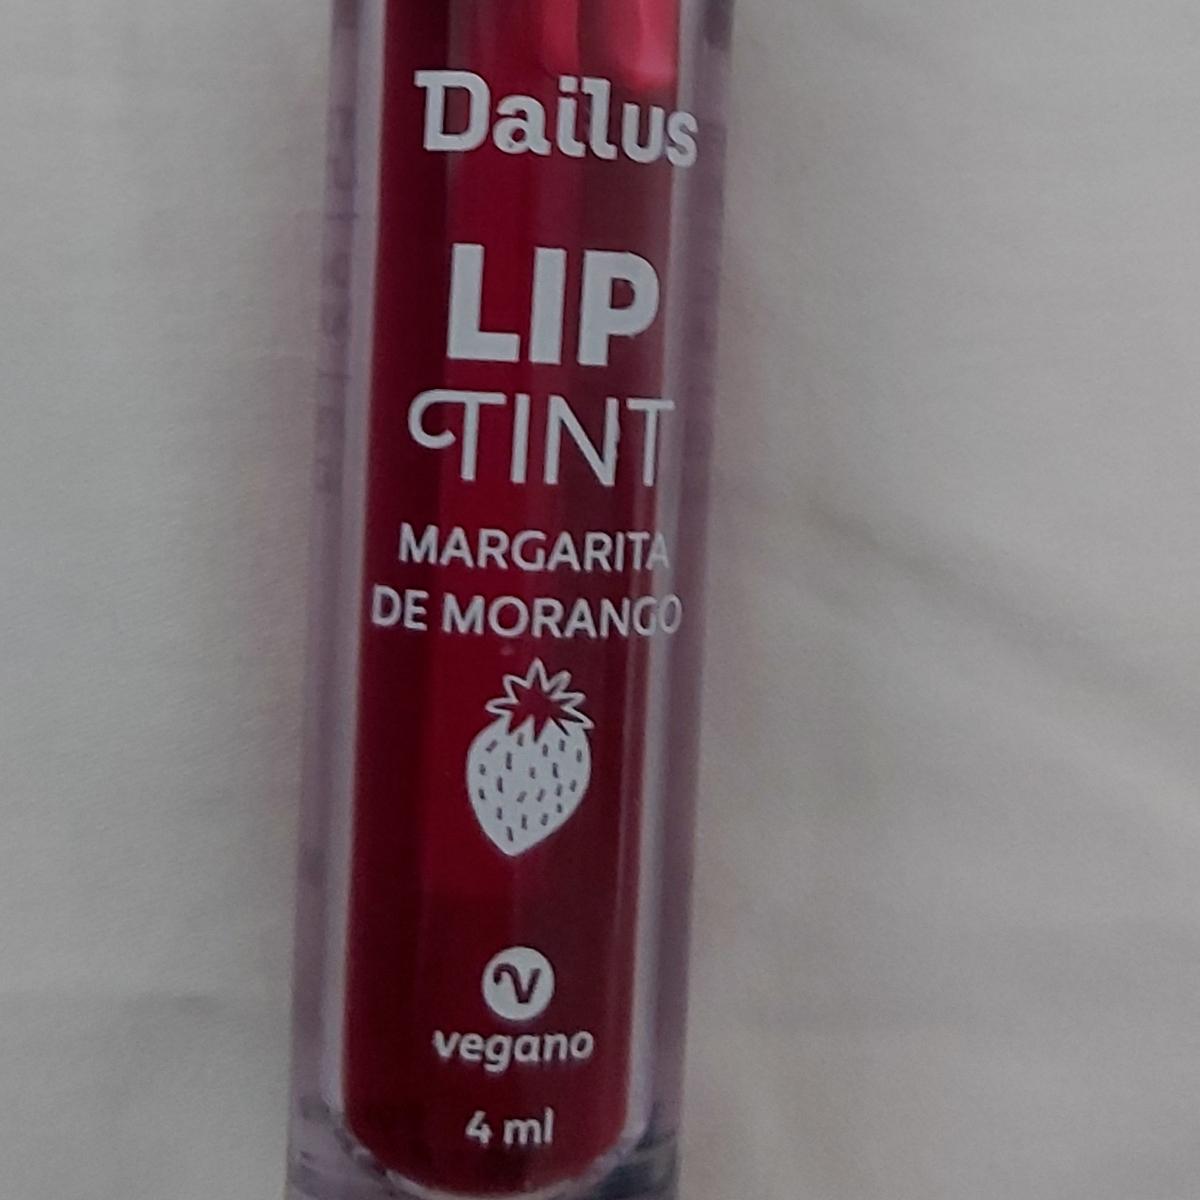 Dailus
LIP
TINT
MARGARITA
DE MORANGO
V
vegano
4 ml